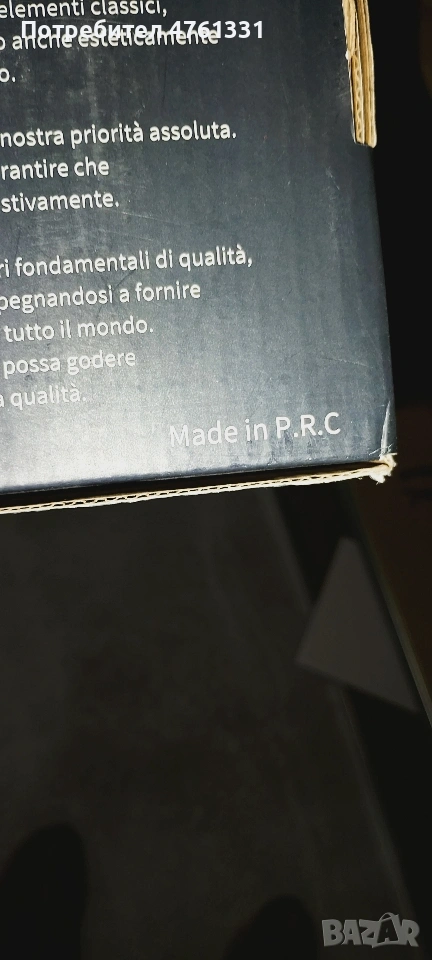 elementi classici,
Потребител 4761331
o anche esteticamente
o.
nostra priorità assoluta.
rantire che
stivamente.
ri fondamentali di qualità,
pegnandosi a fornire
tutto il mondo.
possa godere
a qualità.
Made in P.R.C
BAZAR